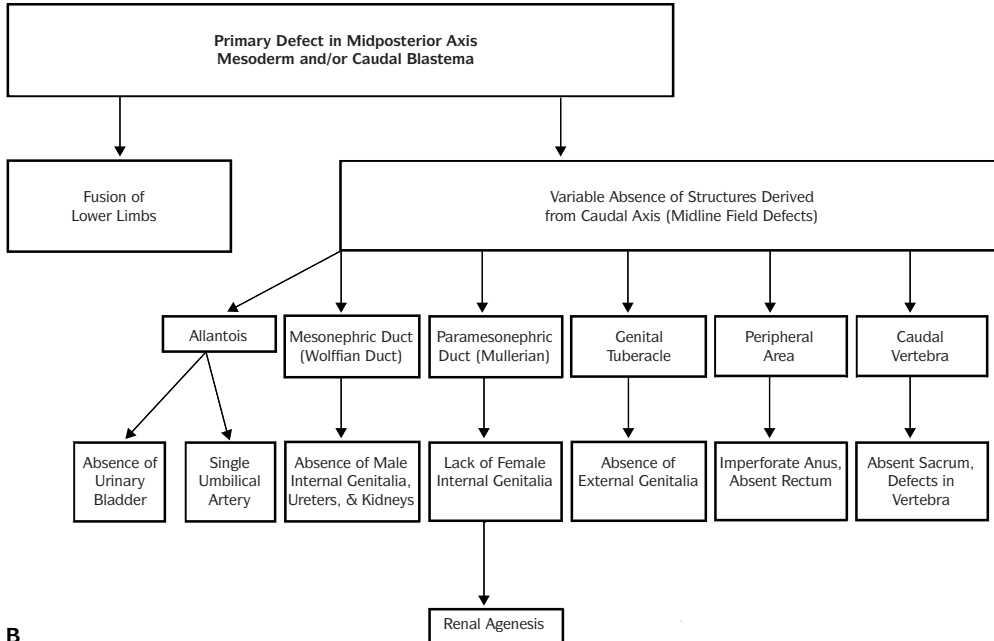 Primary Defect in Midposterior Axis
Mesoderm and/or Caudal Blastema
Fusion of
Lower Limbs
Variable Absence of Structures Derived
from Caudal Axis (Midline Field Defects)
Allantois
Mesonephric Duct
(Wolffian Duct)
Paramesonephric
Duct (Mullerian)
Genital
Tuberacle
Peripheral
Area
Caudal
Vertebra
Absence of
Urinary
Bladder
Single
Umbilical
Artery
Absence of Male
Internal Genitalia,
Ureters, & Kidneys
Lack of Female
Internal Genitalia
Absence of
External Genitalia
Imperforate Anus,
Absent Rectum
Absent Sacrum,
Defects in
Vertebra
Renal Agenesis
B